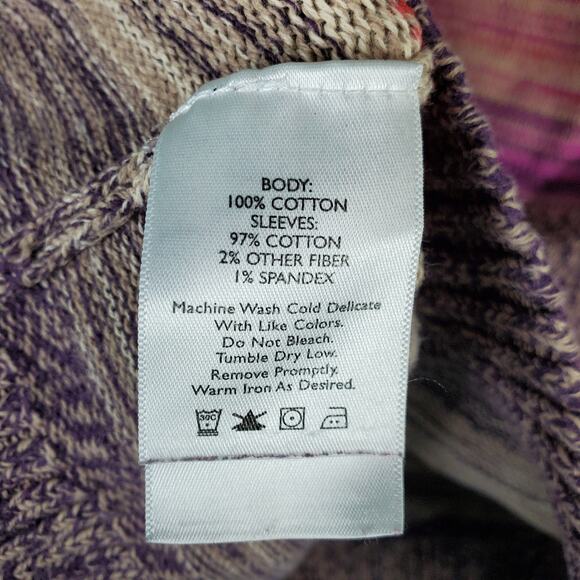 BODY:
100% COTTON
SLEEVES:
97% COTTON
2% OTHER FIBER
1% SPANDEX
Machine Wash Cold Delicate
With Like Colors.
Do Not Bleach.
Tumble Dry Low.
Remove Promptly.
Warm Iron As Desired.
30C